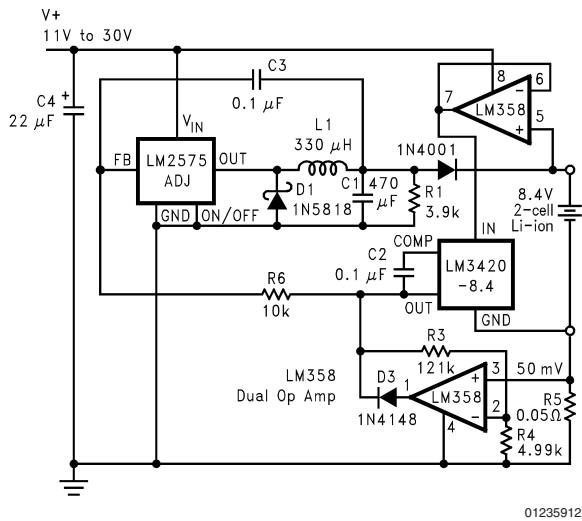 V+
11V to 30V
C4 +
22 μF
C3
0.1 μF
VIN
FB
LM2575
ADJ
OUT
GND
ON/OFF
L1
330 μH
D1
1N5818
C1
470
μF
1N4001
R1
3.9k
7
8
6
LM358
5
-
+
8.4V
2-cell
Li-ion
IN
COMP
C2
0.1 μF
LM3420
-8.4
OUT
GND
R6
10k
R3
121k
LM358
Dual Op Amp
D3
1N4148
1
LM358
+
-
3
50 mV
2
4
R5
0.05Ω
R4
4.99k
01235912